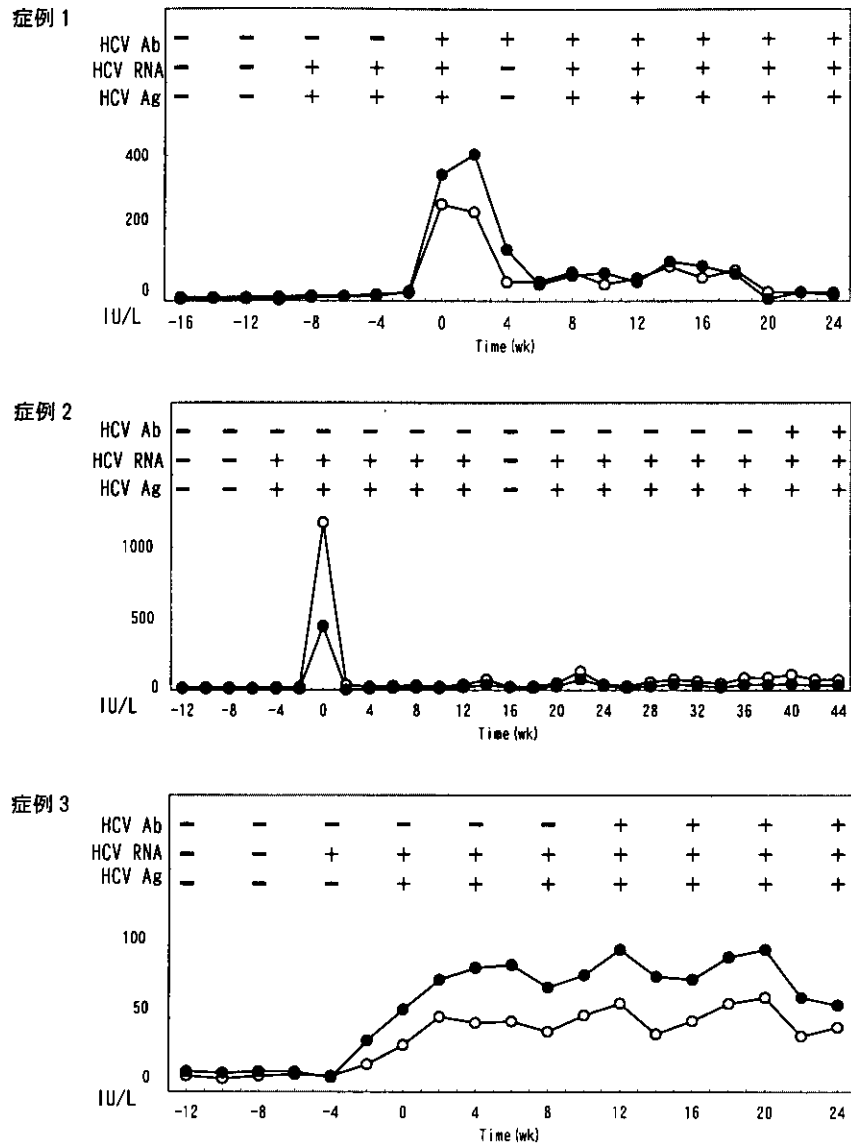 症例 1
HCV Ab − − − − + + + + + + +
HCV RNA − − + + + − + + + + +
HCV Ag − − + + + − + + + + +
400
200
0
IU/L
-16 -12 -8 -4 0 4 8 12 16 20 24
Time (wk)
症例 2
HCV Ab − − − − − − − − − − − − − + +
HCV RNA − − + + + + + − + + + + + + +
HCV Ag − − + + + + + − + + + + + + +
1000
500
0
IU/L
-12 -8 -4 0 4 8 12 16 20 24 28 32 36 40 44
Time (wk)
症例 3
HCV Ab − − − − − − + + + +
HCV RNA − − + + + + + + + +
HCV Ag − − − + + + + + + +
100
50
0
IU/L
-12 -8 -4 0 4 8 12 16 20 24
Time (wk)